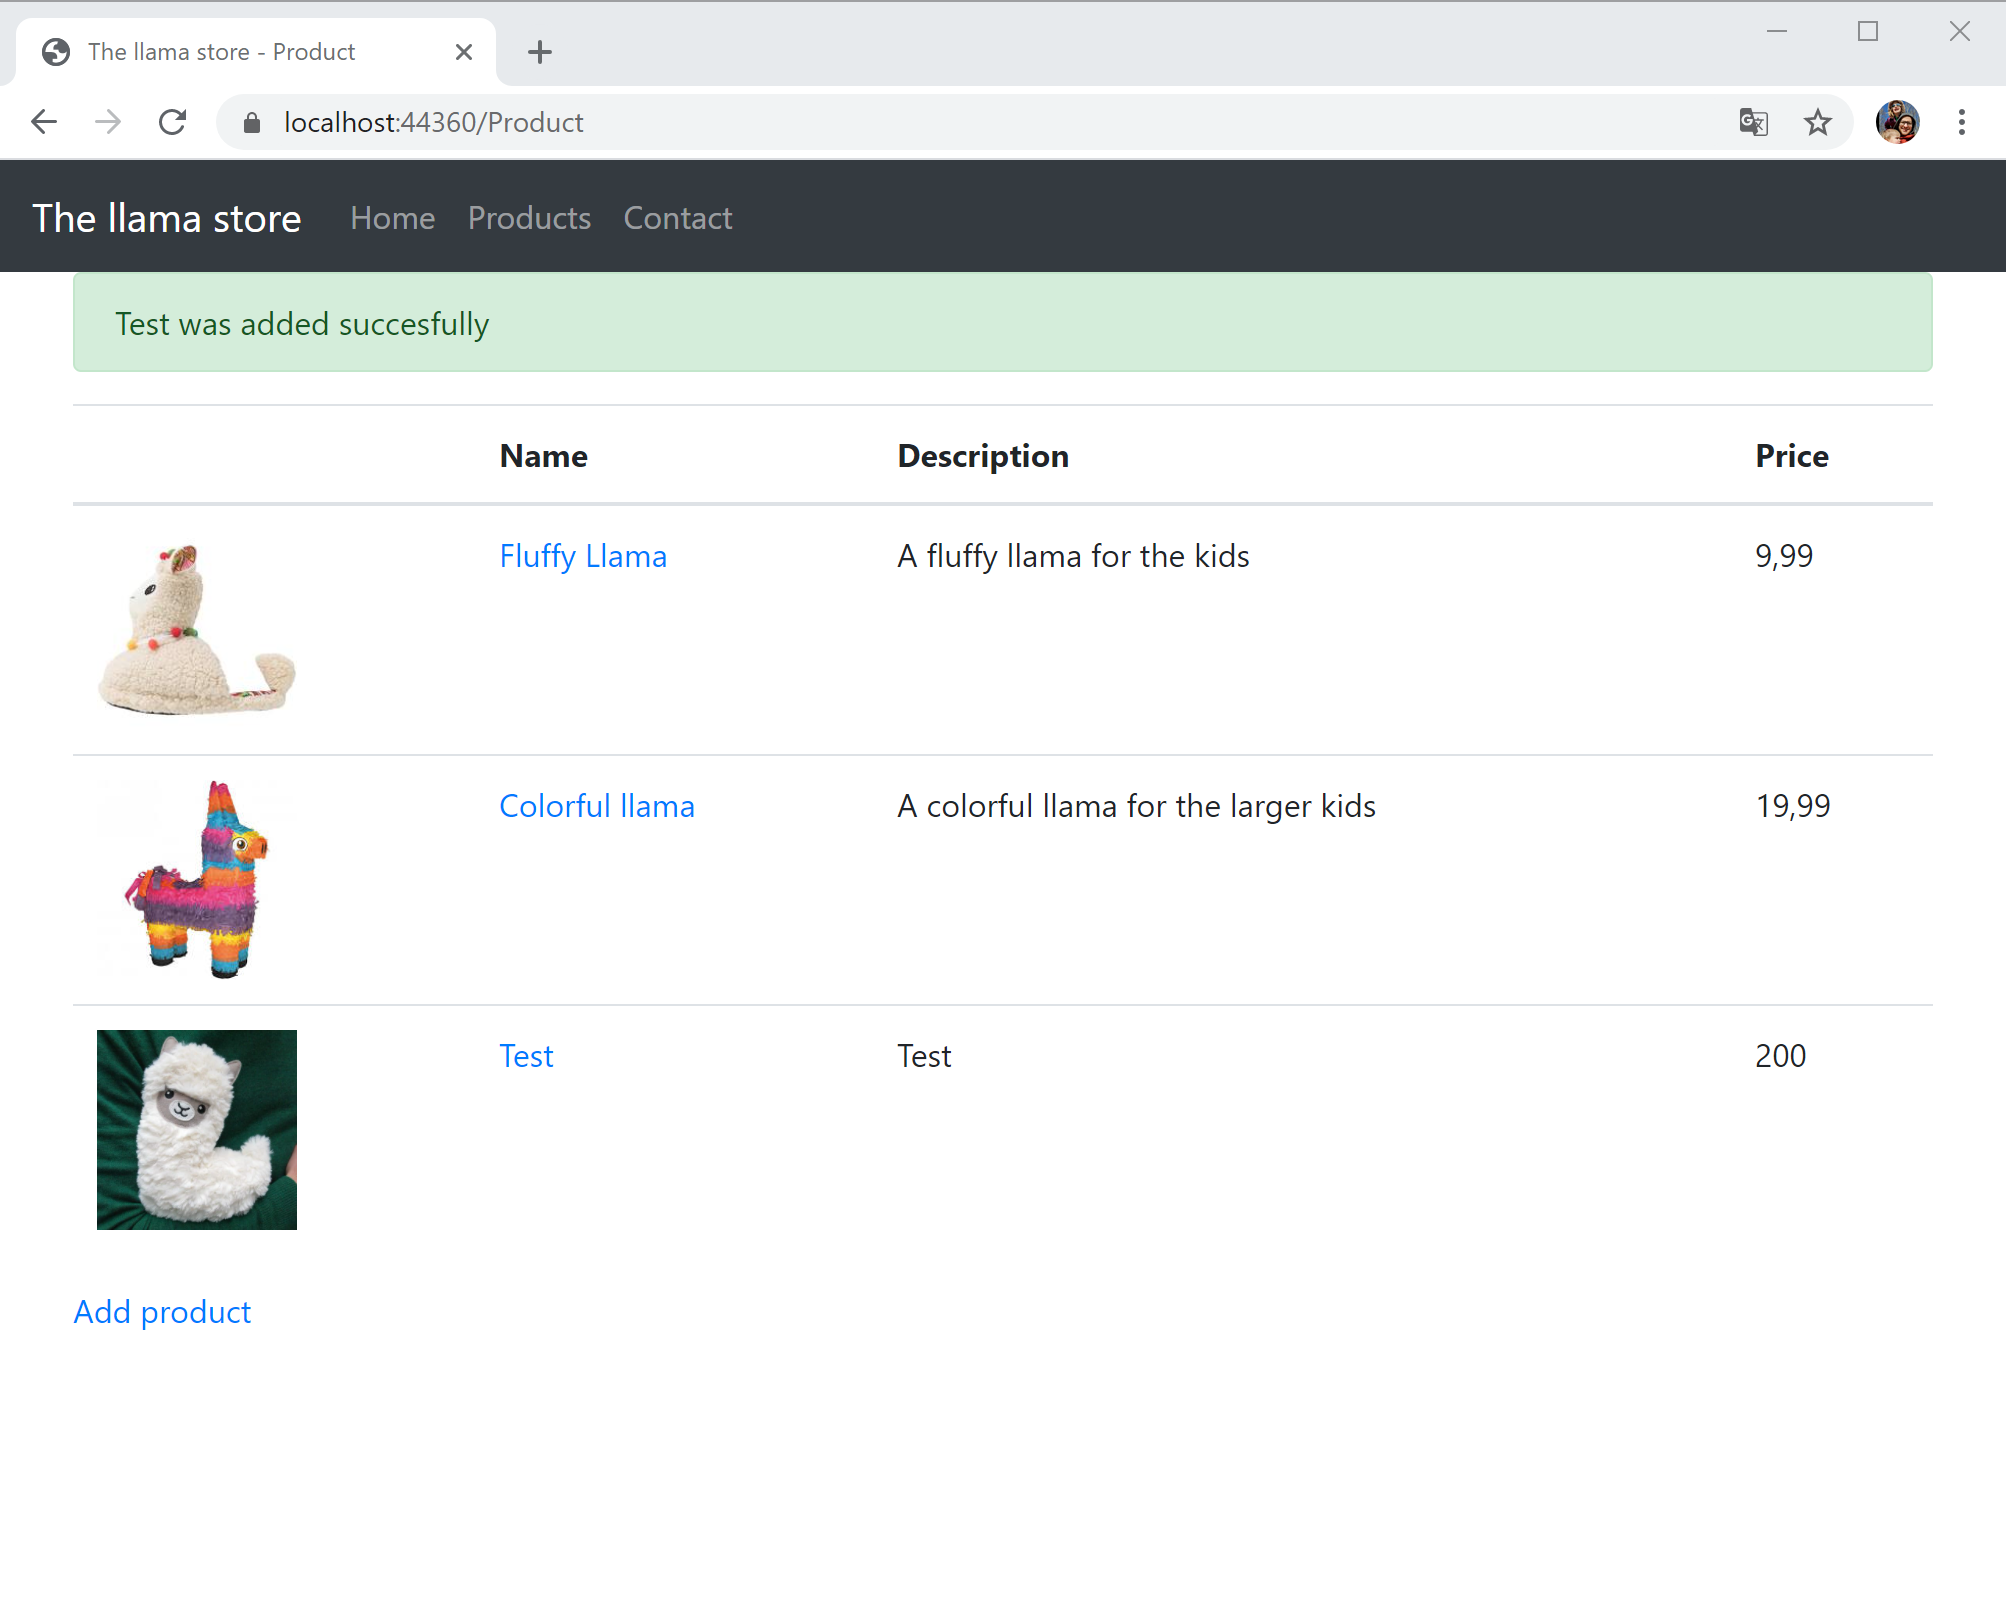 The llama store - Product
localhost:44360/Product
The llama store Home Products Contact
Test was added succesfully
Name Description Price
Fluffy Llama A fluffy llama for the kids 9,99
Colorful llama A colorful llama for the larger kids 19,99
Test Test 200
Add product